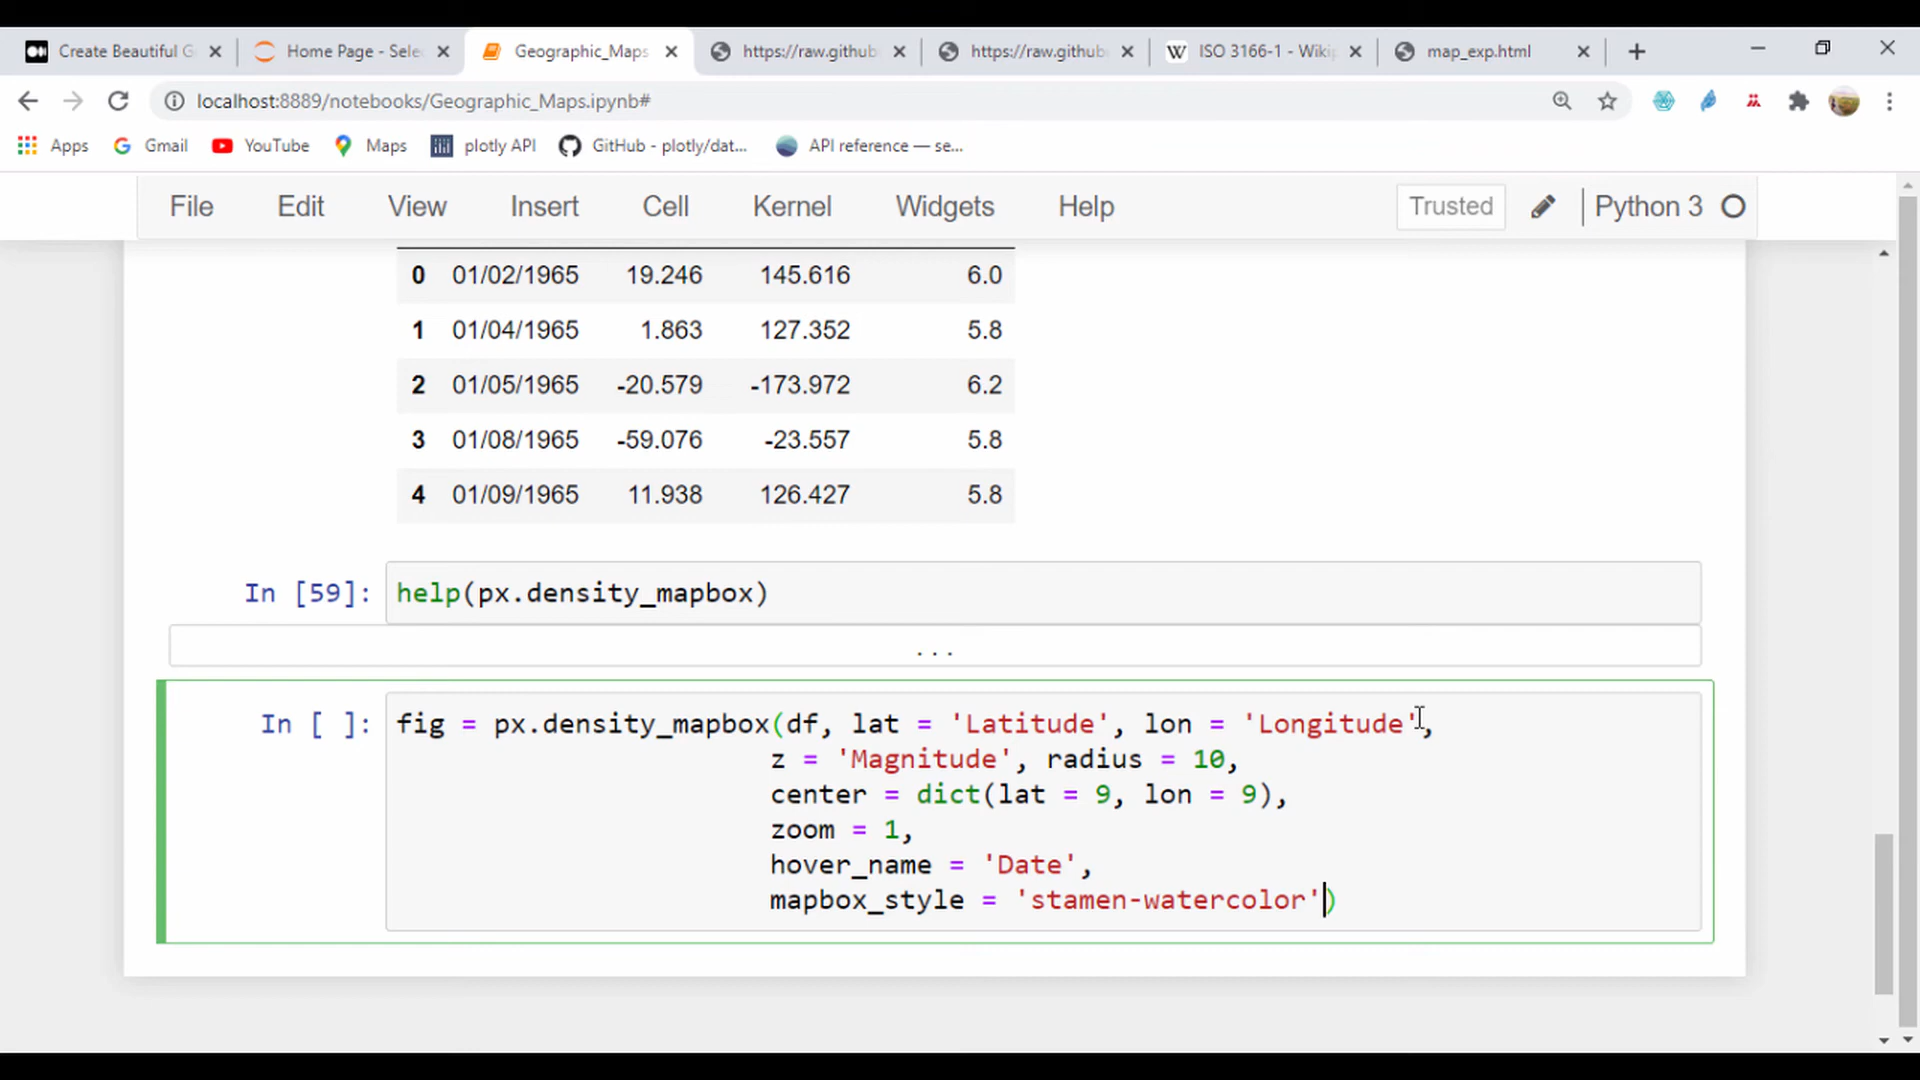 Create Beautiful G
Home Page - Sele
Geographic_Maps
https://raw.github
https://raw.github
W ISO 3166-1 - Wikip
map_exp.html
localhost:8889/notebooks/Geographic_Maps.ipynb#
Apps Gmail YouTube Maps plotly API GitHub - plotly/dat... API reference — se...
File Edit View Insert Cell Kernel Widgets Help Trusted Python 3
0 01/02/1965 19.246 145.616 6.0
1 01/04/1965 1.863 127.352 5.8
2 01/05/1965 -20.579 -173.972 6.2
3 01/08/1965 -59.076 -23.557 5.8
4 01/09/1965 11.938 126.427 5.8
In [59]: help(px.density_mapbox)
...
In [ ]: fig = px.density_mapbox(df, lat = 'Latitude', lon = 'Longitude',
z = 'Magnitude', radius = 10,
center = dict(lat = 9, lon = 9),
zoom = 1,
hover_name = 'Date',
mapbox_style = 'stamen-watercolor')